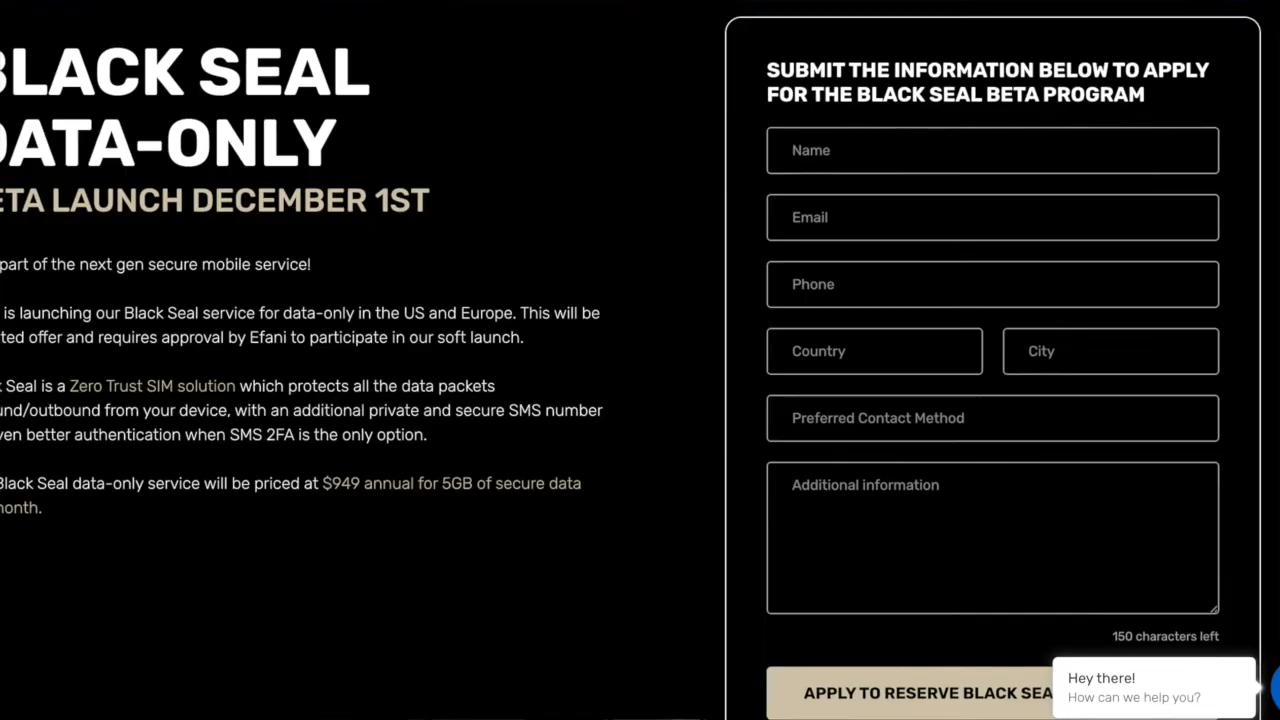 BLACK SEAL
DATA-ONLY
ETA LAUNCH DECEMBER 1ST
part of the next gen secure mobile service!
is launching our Black Seal service for data-only in the US and Europe. This will be
ted offer and requires approval by Efani to participate in our soft launch.
Seal is a Zero Trust SIM solution which protects all the data packets
und/outbound from your device, with an additional private and secure SMS number
ven better authentication when SMS 2FA is the only option.
Black Seal data-only service will be priced at $949 annual for 5GB of secure data
month.
SUBMIT THE INFORMATION BELOW TO APPLY
FOR THE BLACK SEAL BETA PROGRAM
Name
Email
Phone
Country City
Preferred Contact Method
Additional information
150 characters left
APPLY TO RESERVE BLACK SEA
Hey there!
How can we help you?